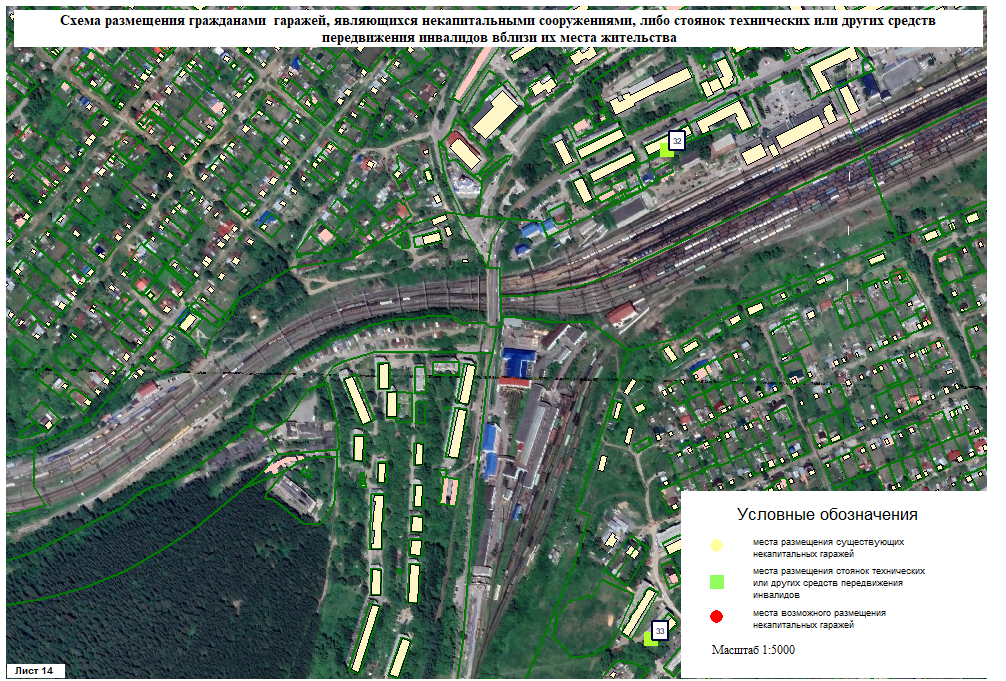 Схема размещения гражданами гаражей, являющихся некапитальными сооружениями, либо стоянок технических или других средств
передвижения инвалидов вблизи их места жительства
32
Условные обозначения
места размещения существующих
некапитальных гаражей
места размещения стоянок технических
или других средств передвижения
инвалидов
места возможного размещения
некапитальных гаражей
33
Масштаб 1:5000
Лист 14